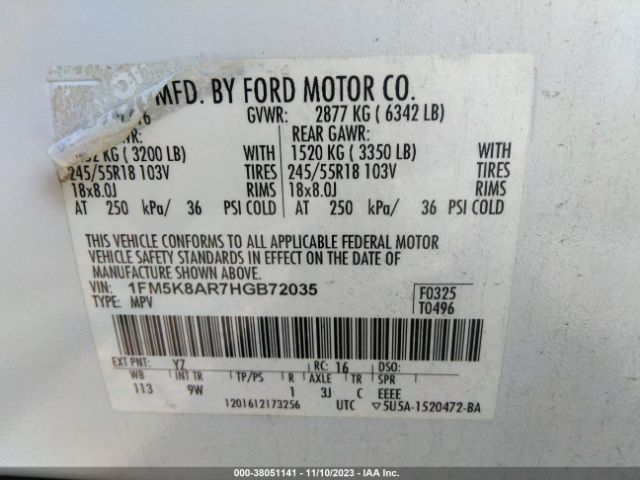 MFD. BY FORD MOTOR CO.
GVWR: 2877 KG ( 6342 LB)
REAR GAWR:
KG ( 3200 LB) WITH 1520 KG ( 3350 LB) WITH
245/55R18 103V TIRES 245/55R18 103V TIRES
18x8.0J RIMS 18x8.0J RIMS
AT 250 kPa/ 36 PSI COLD AT 250 kPa/ 36 PSI COLD
THIS VEHICLE CONFORMS TO ALL APPLICABLE FEDERAL MOTOR
VEHICLE SAFETY STANDARDS IN EFFECT ON THE DATE OF
MANUFACTURE SHOWN ABOVE.
VIN: 1FM5K8AR7HGB72035 F0325
TYPE: MPV T0496
EXT PNT: Y7 RC: 16 DSO:
WB INT TR TP/PS R AXLE TR SPR
113 9W 1 3J C EEEE
1201612173256 UTC ▽5U5A-1520472-BA
000-38051141 - 11/10/2023 - IAA Inc.